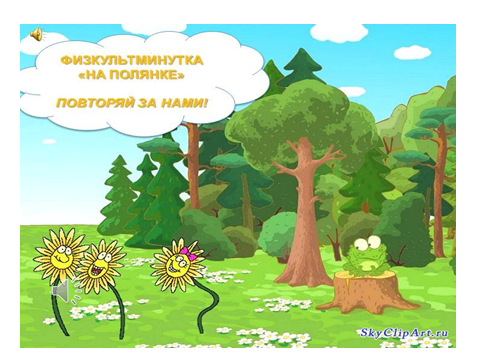 ФИЗКУЛЬТМИНУТКА
«НА ПОЛЯНКЕ»
ПОВТОРЯЙ ЗА НАМИ!
SkyClipArt.ru